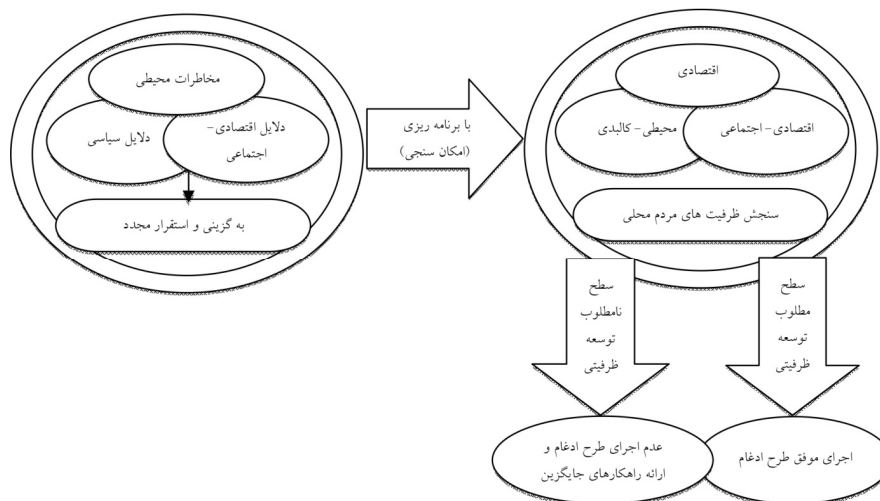 مخاطرات محیطی
دلایل سیاسی
دلایل اقتصادی-
اجتماعی
به گزینی و استقرار مجدد
با برنامه ریزی
(امکان سنجی)
اقتصادی
محیطی-کالبدی
اقتصادی-اجتماعی
سنجش ظرفیت های مردم محلی
سطح
نامطلوب
توسعه
ظرفیتی
سطح
مطلوب
توسعه
ظرفیتی
عدم اجرای طرح ادغام و
ارائه راهکارهای جایگزین
اجرای موفق طرح ادغام